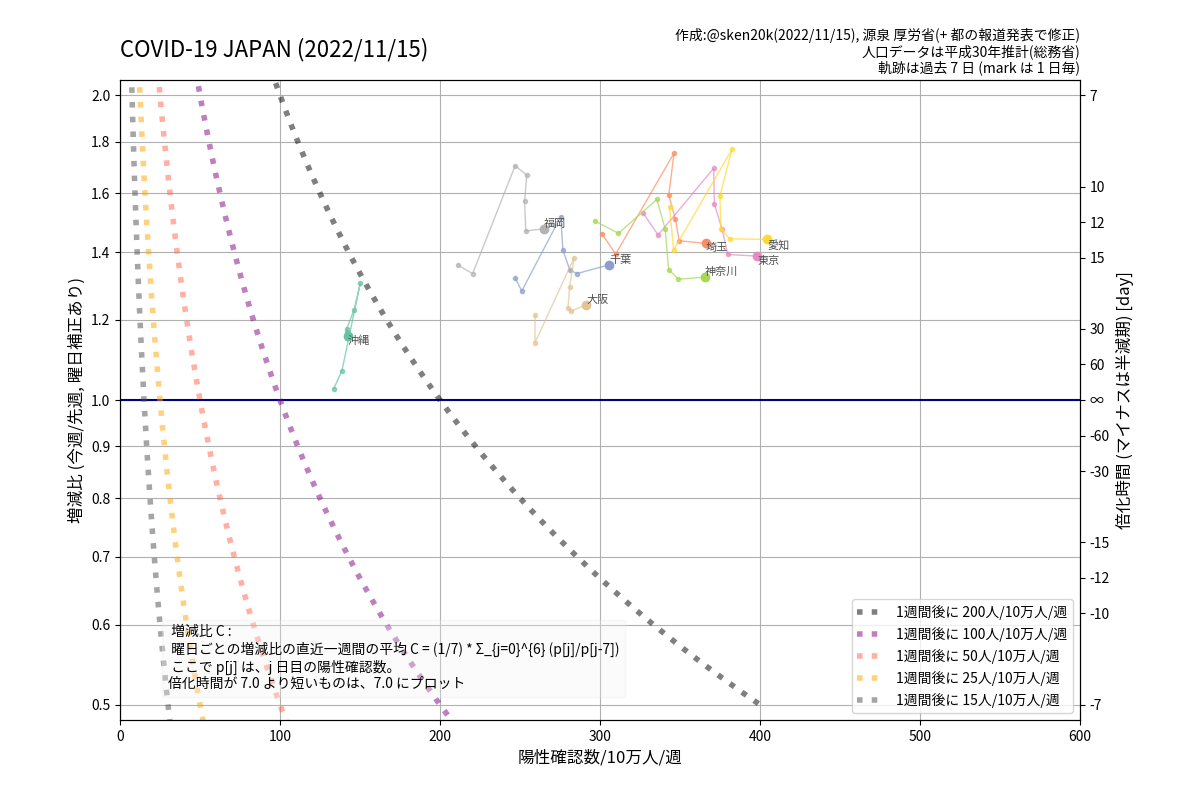 COVID-19 JAPAN (2022/11/15)
作成:@sken20k(2022/11/15), 源泉 厚労省(+ 都の報道発表で修正)
人口データは平成30年推計(総務省)
軌跡は過去 7 日 (mark は 1 日毎)
増減比 (今週/先週, 曜日補正あり)
2.0
1.8
1.6
1.4
1.2
1.0
0.9
0.8
0.7
0.6
0.5
福岡
千葉
大阪
沖縄
埼玉
神奈川
愛知
東京
7
10
12
15
30
60
∞
-60
-30
-15
-12
-10
-7
倍化時間 (マイナスは半減期) [day]
増減比 C :
曜日ごとの増減比の直近一週間の平均 C = (1/7) * Σ_{j=0}^{6} (p[j]/p[j-7])
ここで p[j] は、j 日目の陽性確認数。
倍化時間が 7.0 より短いものは、7.0 にプロット
1週間後に 200人/10万人/週
1週間後に 100人/10万人/週
1週間後に 50人/10万人/週
1週間後に 25人/10万人/週
1週間後に 15人/10万人/週
0
100
200
300
400
500
600
陽性確認数/10万人/週